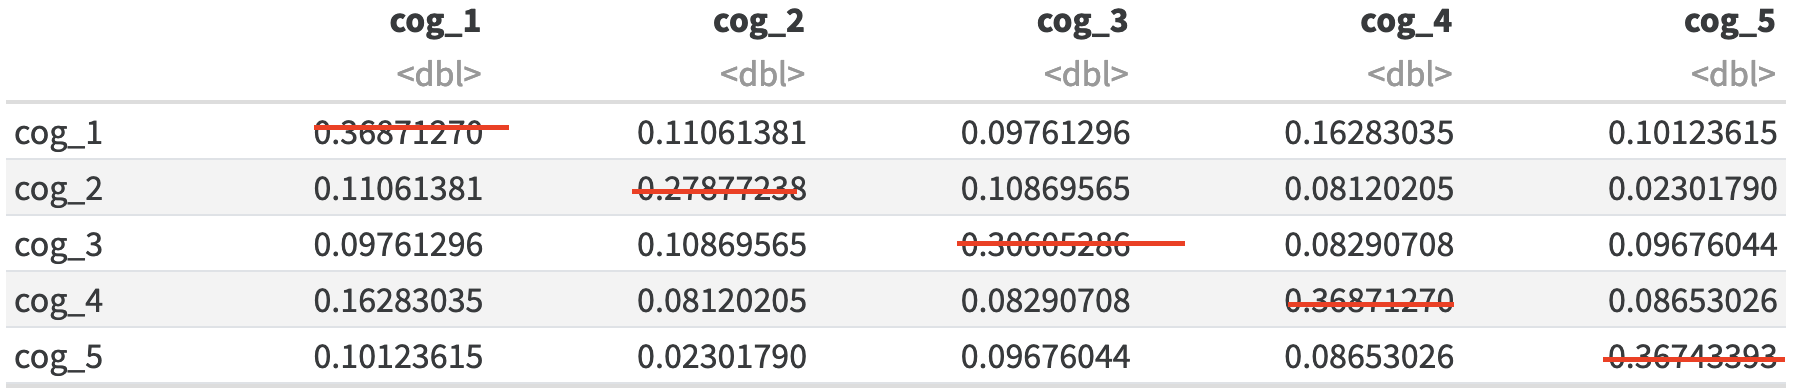 cog_1 cog_2 cog_3 cog_4 cog_5
<dbl> <dbl> <dbl> <dbl> <dbl>
cog_1 0.36871270 0.11061381 0.09761296 0.16283035 0.10123615
cog_2 0.11061381 0.27877238 0.10869565 0.08120205 0.02301790
cog_3 0.09761296 0.10869565 0.30605286 0.08290708 0.09676044
cog_4 0.16283035 0.08120205 0.08290708 0.36871270 0.08653026
cog_5 0.10123615 0.02301790 0.09676044 0.08653026 0.36743393